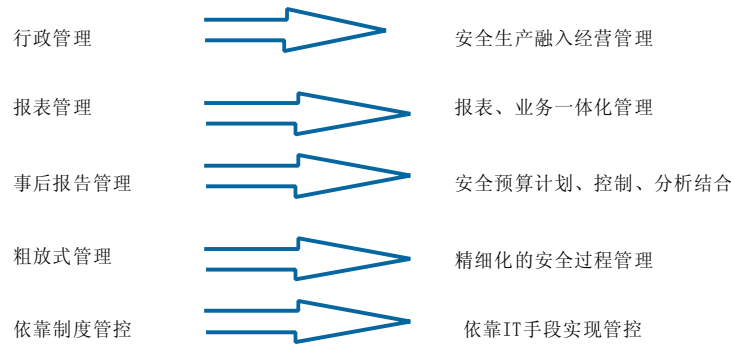 行政管理
安全生产融入经营管理
报表管理
报表、业务一体化管理
事后报告管理
安全预算计划、控制、分析结合
粗放式管理
精细化的安全过程管理
依靠制度管控
依靠IT手段实现管控